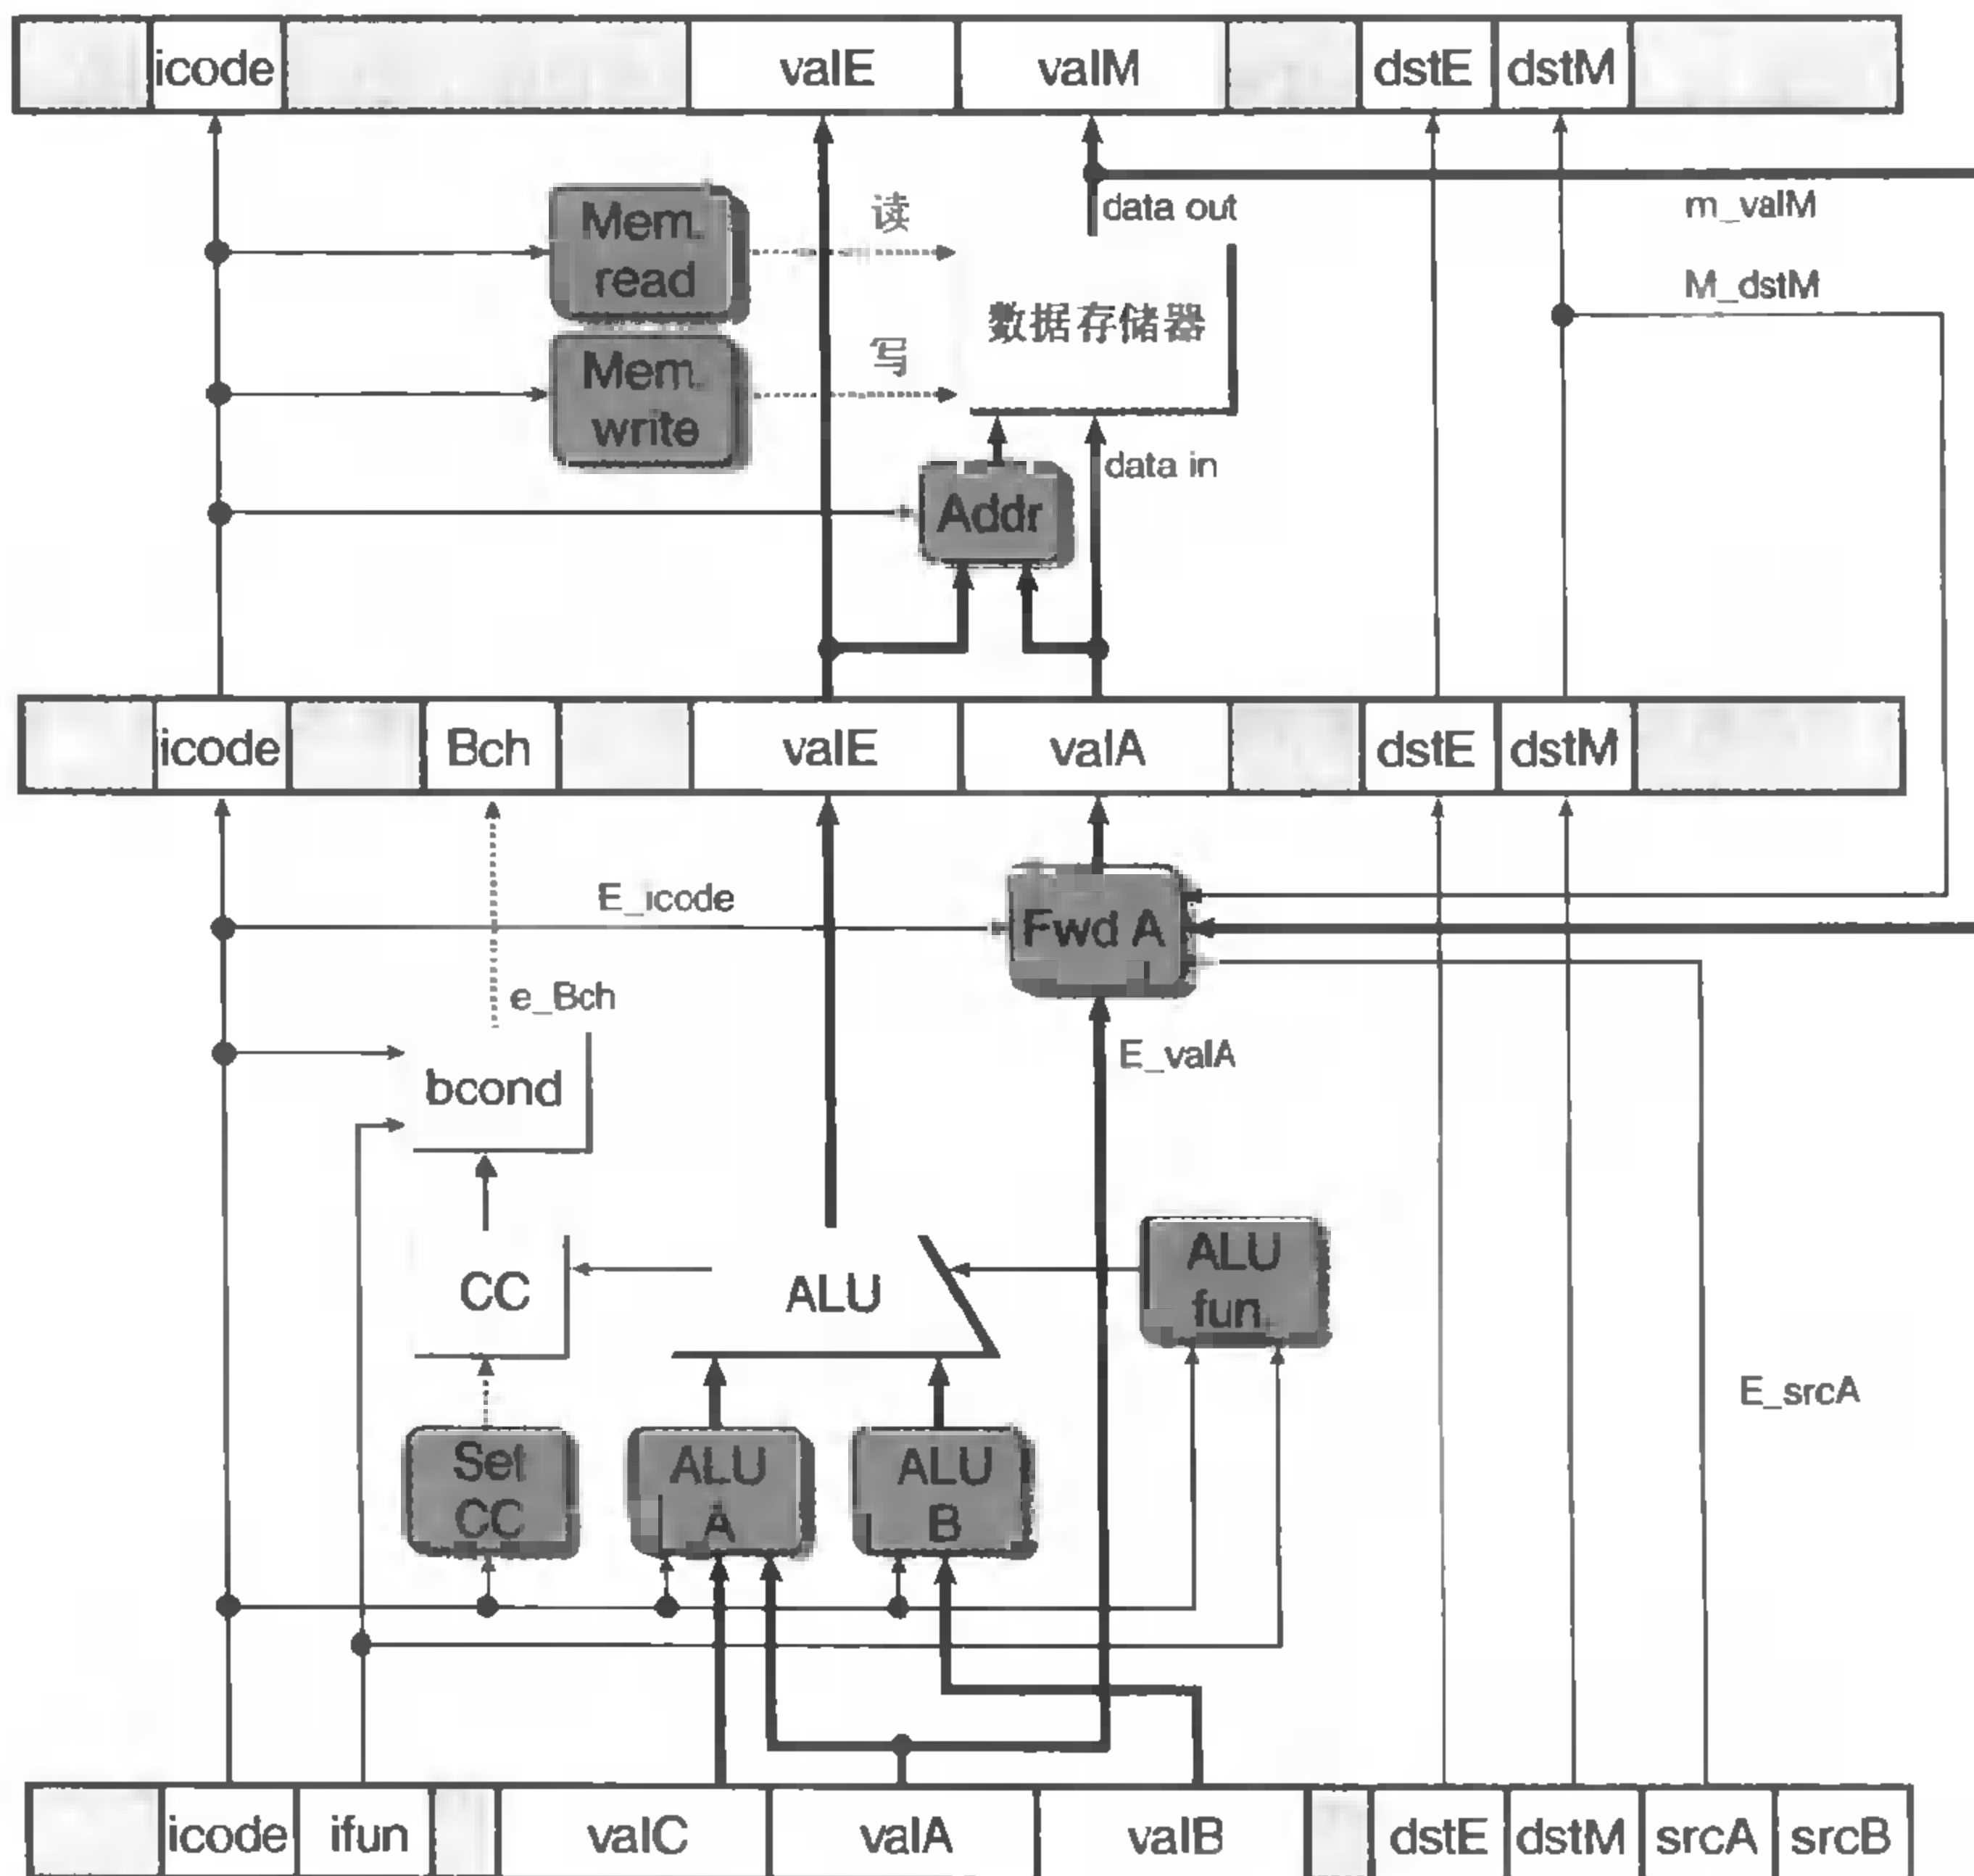 icode valE valM dstE dstM
Mem. read
读
data out
m_valM
M_dstM
数据存储器
Mem. write
写
data in
Addr
icode Bch valE valA dstE dstM
E_icode
Fwd A
e_Bch
E_valA
bcond
CC
ALU
ALU fun.
E_srcA
Set CC
ALU A
ALU B
icode ifun valC valA valB dstE dstM srcA srcB